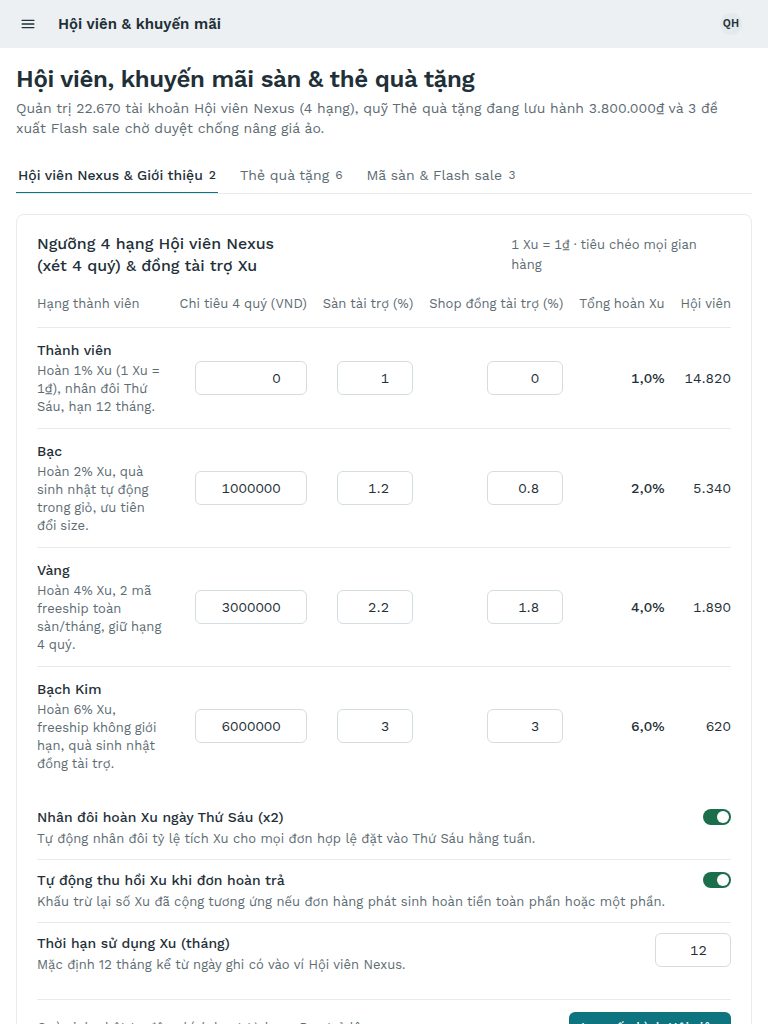 Hội viên & khuyến mãi
QH
Hội viên, khuyến mãi sàn & thẻ quà tặng
Quản trị 22.670 tài khoản Hội viên Nexus (4 hạng), quỹ Thẻ quà tặng đang lưu hành 3.800.000₫ và 3 đề
xuất Flash sale chờ duyệt chống nâng giá ảo.
Hội viên Nexus & Giới thiệu 2
Thẻ quà tặng 6
Mã sàn & Flash sale 3
Ngưỡng 4 hạng Hội viên Nexus
(xét 4 quý) & đồng tài trợ Xu
1 Xu = 1₫ · tiêu chéo mọi gian
hàng
Hạng thành viên
Chi tiêu 4 quý (VND)
Sàn tài trợ (%)
Shop đồng tài trợ (%)
Tổng hoàn Xu
Hội viên
Thành viên
Hoàn 1% Xu (1 Xu =
1₫), nhân đôi Thứ
Sáu, hạn 12 tháng.
0
1
0
1,0%
14.820
Bạc
Hoàn 2% Xu, quà
sinh nhật tự động
trong giỏ, ưu tiên
đổi size.
1000000
1.2
0.8
2,0%
5.340
Vàng
Hoàn 4% Xu, 2 mã
freeship toàn
sàn/tháng, giữ hạng
4 quý.
3000000
2.2
1.8
4,0%
1.890
Bạch Kim
Hoàn 6% Xu,
freeship không giới
hạn, quà sinh nhật
đồng tài trợ.
6000000
3
3
6,0%
620
Nhân đôi hoàn Xu ngày Thứ Sáu (x2)
Tự động nhân đôi tỷ lệ tích Xu cho mọi đơn hợp lệ đặt vào Thứ Sáu hằng tuần.
Tự động thu hồi Xu khi đơn hoàn trả
Khấu trừ lại số Xu đã cộng tương ứng nếu đơn hàng phát sinh hoàn tiền toàn phần hoặc một phần.
Thời hạn sử dụng Xu (tháng)
Mặc định 12 tháng kể từ ngày ghi có vào ví Hội viên Nexus.
12